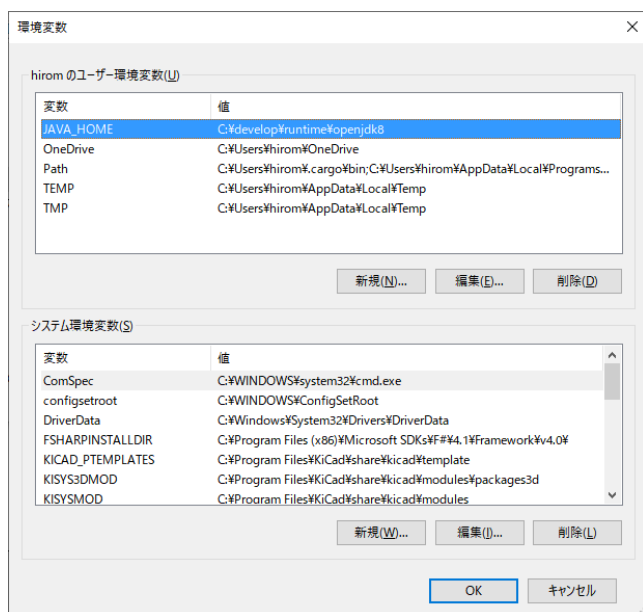 環境変数
hirom のユーザー環境変数(U)
変数 値
JAVA_HOME C:¥develop¥runtime¥openjdk8
OneDrive C:¥Users¥hirom¥OneDrive
Path C:¥Users¥hirom¥.cargo¥bin;C:¥Users¥hirom¥AppData¥Local¥Programs...
TEMP C:¥Users¥hirom¥AppData¥Local¥Temp
TMP C:¥Users¥hirom¥AppData¥Local¥Temp
新規(N)... 編集(E)... 削除(D)
システム環境変数(S)
変数 値
ComSpec C:¥WINDOWS¥system32¥cmd.exe
configsetroot C:¥WINDOWS¥ConfigSetRoot
DriverData C:¥Windows¥System32¥Drivers¥DriverData
FSHARPINSTALLDIR C:¥Program Files (x86)¥Microsoft SDKs¥F#¥4.1¥Framework¥v4.0¥
KICAD_PTEMPLATES C:¥Program Files¥KiCad¥share¥kicad¥template
KISYS3DMOD C:¥Program Files¥KiCad¥share¥kicad¥modules¥packages3d
KISYSMOD C:¥Program Files¥KiCad¥share¥kicad¥modules
新規(W)... 編集(I)... 削除(L)
OK キャンセル